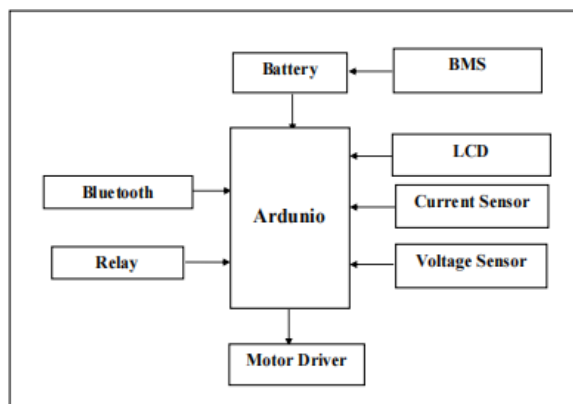 Battery
BMS
LCD
Bluetooth
Ardunio
Current Sensor
Relay
Voltage Sensor
Motor Driver